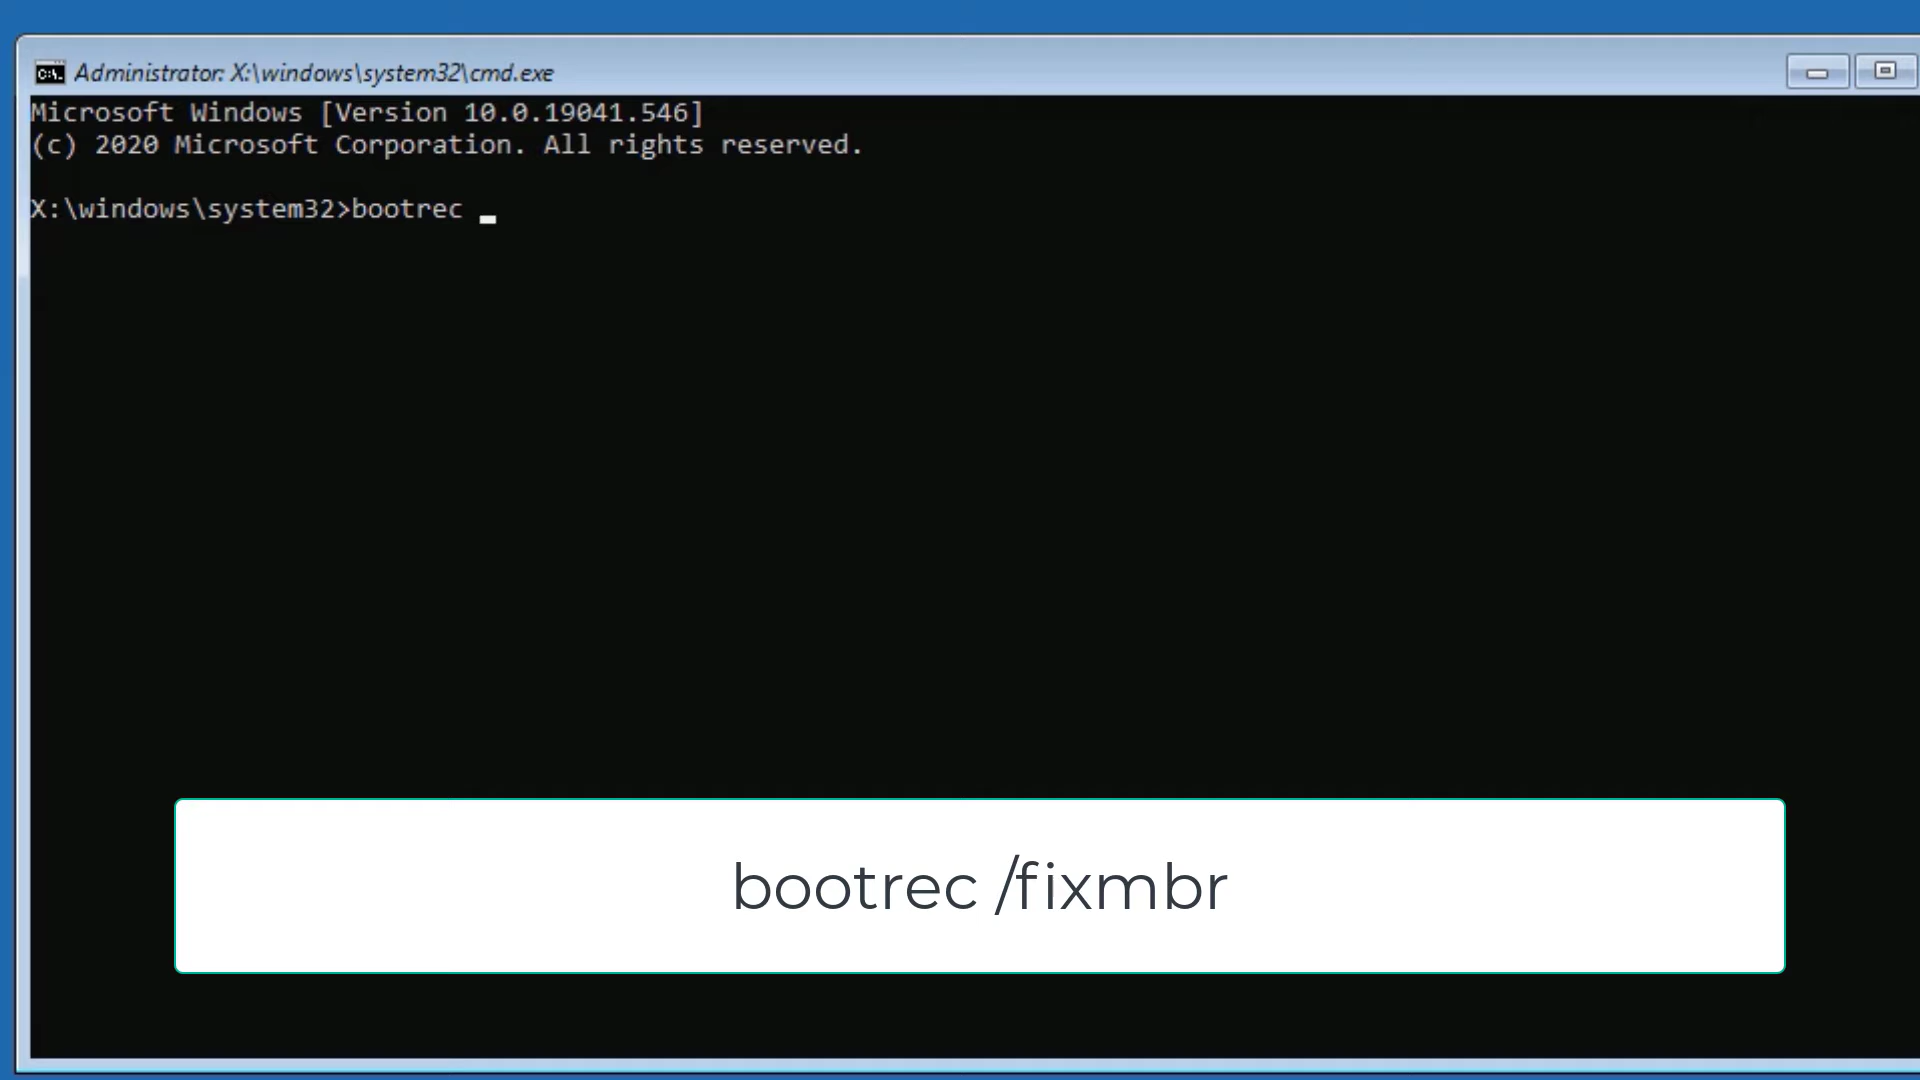 Administrator: X:\windows\system32\cmd.exe
Microsoft Windows [Version 10.0.19041.546]
(c) 2020 Microsoft Corporation. All rights reserved.
X:\windows\system32>bootrec _
bootrec /fixmbr